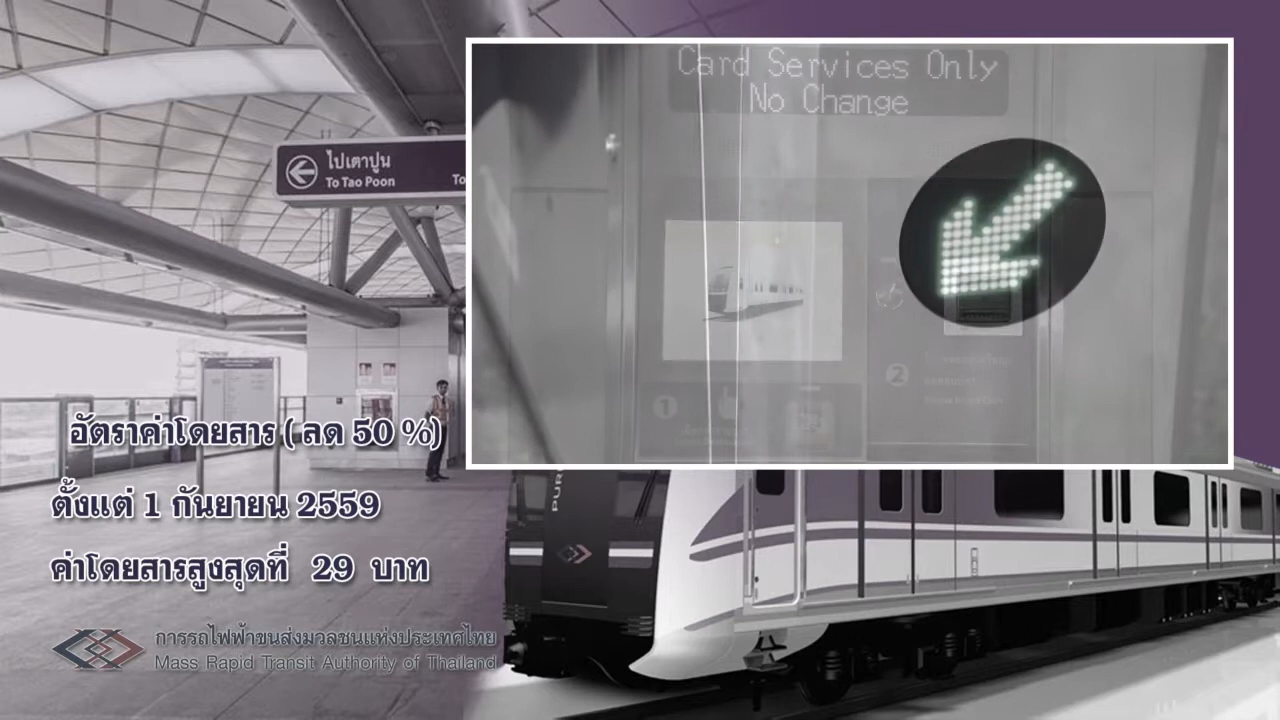 Card Services Only
No Change
ไปเตาปูน
To Tao Poon
To
1
2
อัตราค่าโดยสาร ( ลด 50 %)
ตั้งแต่ 1 กันยายน 2559
ค่าโดยสารสูงสุดที่ 29 บาท
การรถไฟฟ้าขนส่งมวลชนแห่งประเทศไทย
Mass Rapid Transit Authority of Thailand
PUR